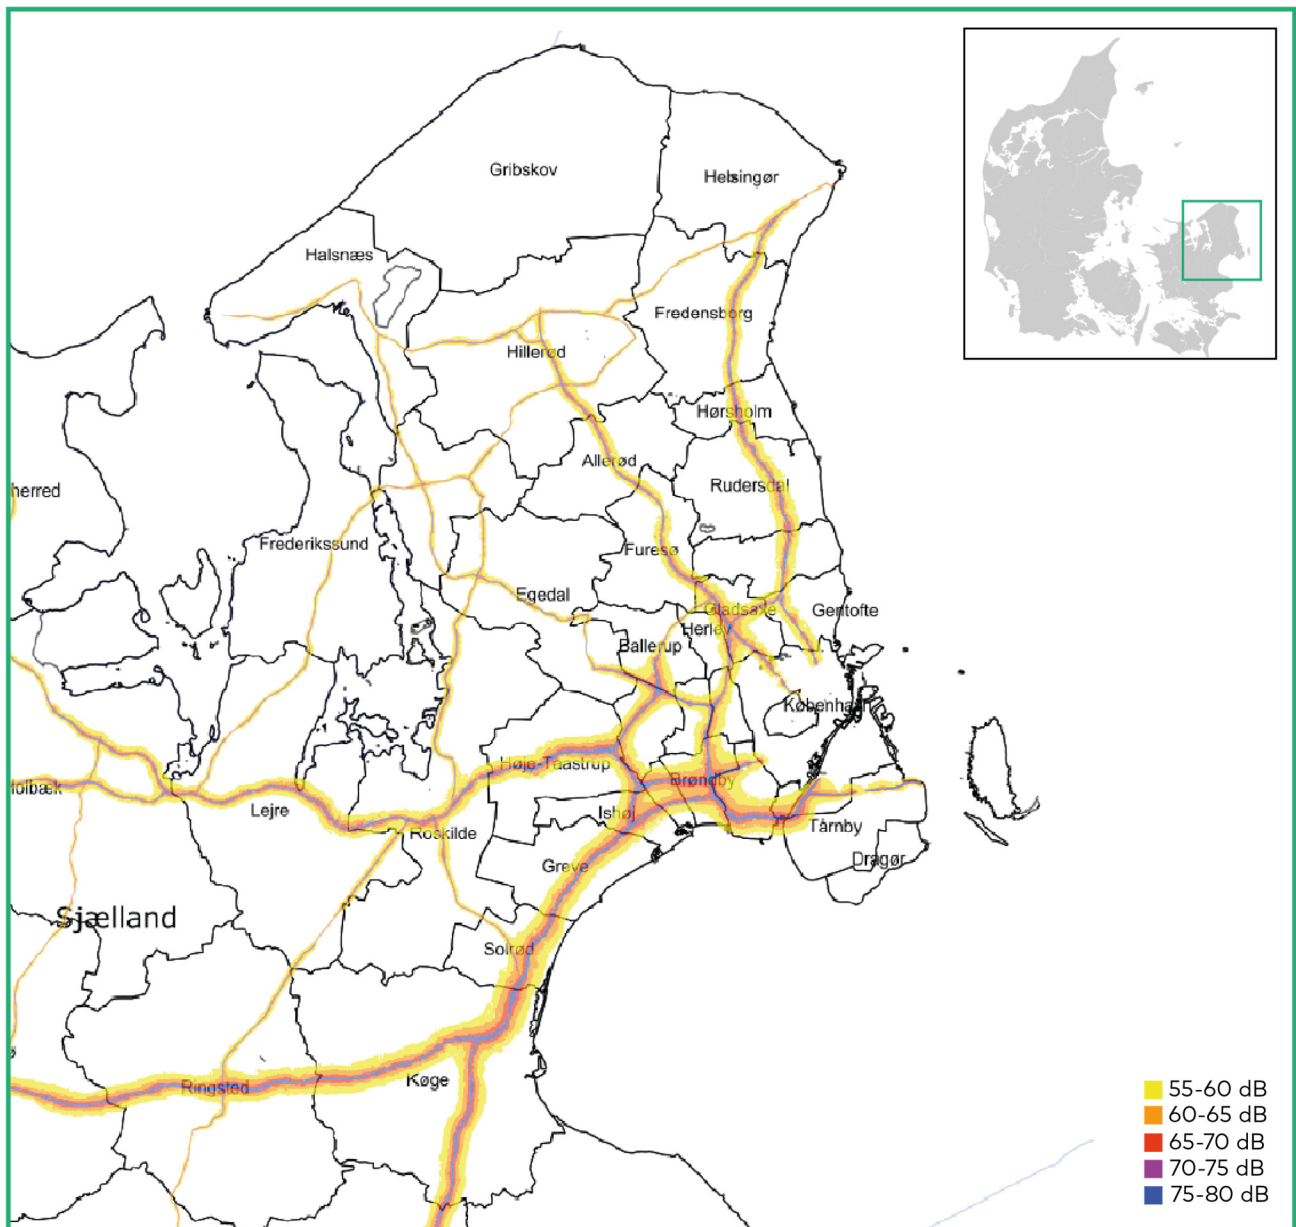 Gribskov
Helsingør
Halsnæs
Fredensborg
Hillerød
Hørsholm
Allerød
Rudersdal
herred
Frederikssund
Furesø
Egedal
Gladsaxe
Gentofte
Herlev
Ballerup
København
Høje-Taastrup
Brøndby
Holbæk
Lejre
Ishøj
Roskilde
Tårnby
Greve
Dragør
Sjælland
Solrød
Ringsted
Køge
55-60 dB
60-65 dB
65-70 dB
70-75 dB
75-80 dB